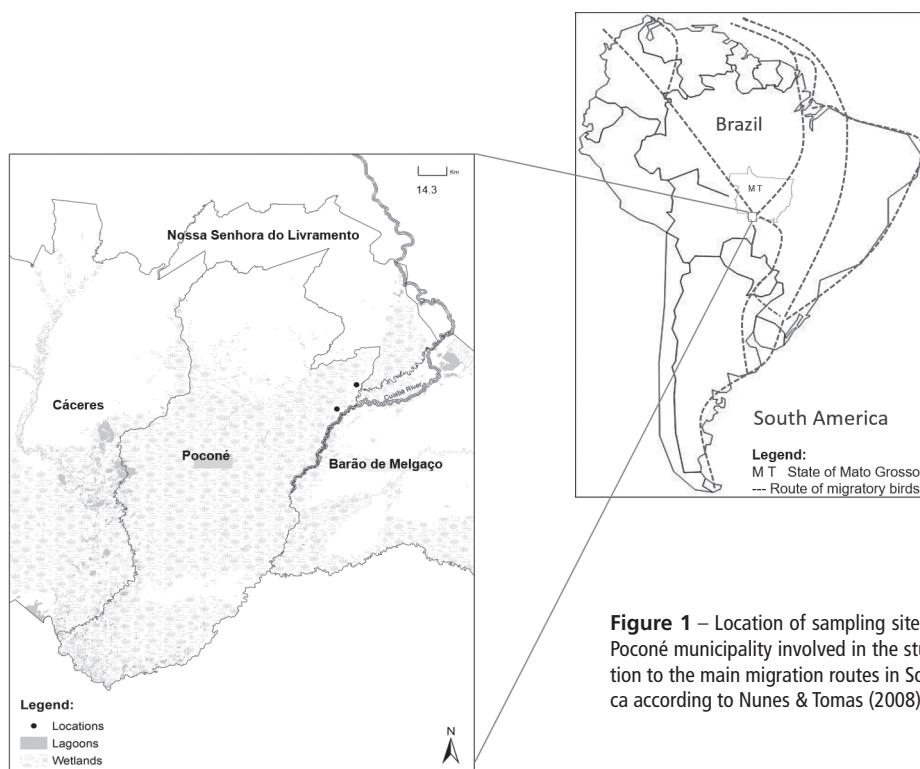 Brazil
M T
South America
Legend:
M T State of Mato Grosso
--- Route of migratory birds
Km
14.3
Nossa Senhora do Livramento
Cuiabá River
Cáceres
Poconé
Barão de Melgaço
Legend:
Locations
Lagoons
Wetlands
N
Figure 1 – Location of sampling site
Poconé municipality involved in the stu
tion to the main migration routes in So
ca according to Nunes & Tomas (2008)